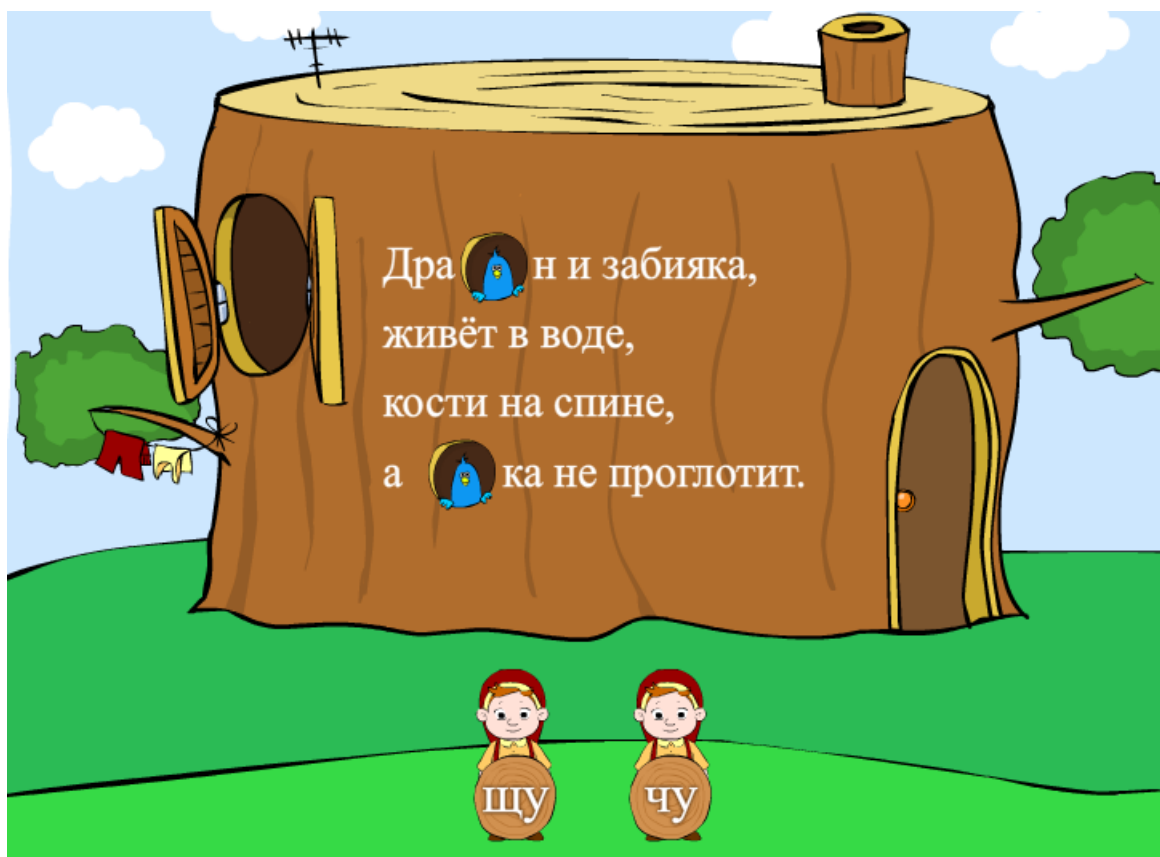 Дра н и забияка,
живёт в воде,
кости на спине,
а ка не проглотит.
щу чу